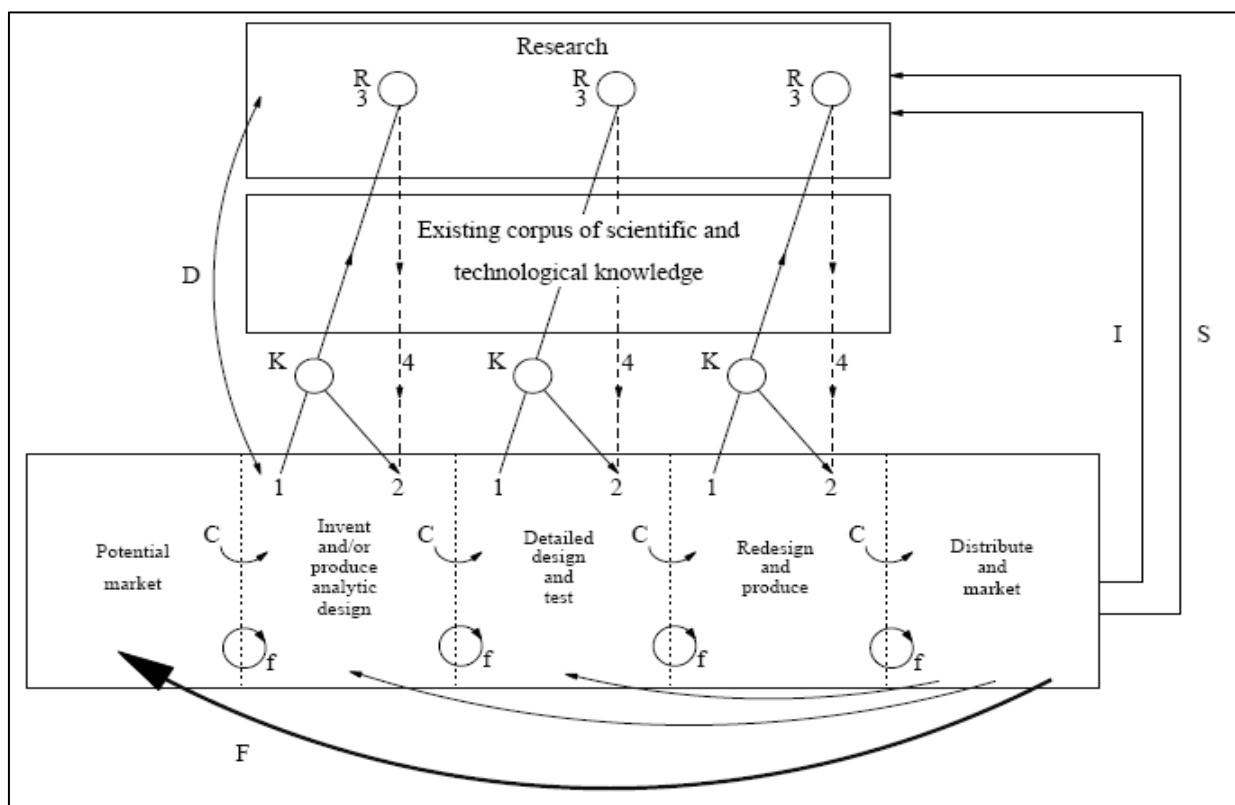 Research
R R R
3 3 3
Existing corpus of scientific and
technological knowledge
D
I S
K 4 K 4 K 4
1 2 1 2 1 2
C C C C
Potential
market
Invent
and/or
produce
analytic
design
Detailed
design
and
test
Redesign
and
produce
Distribute
and
market
f f f f
F